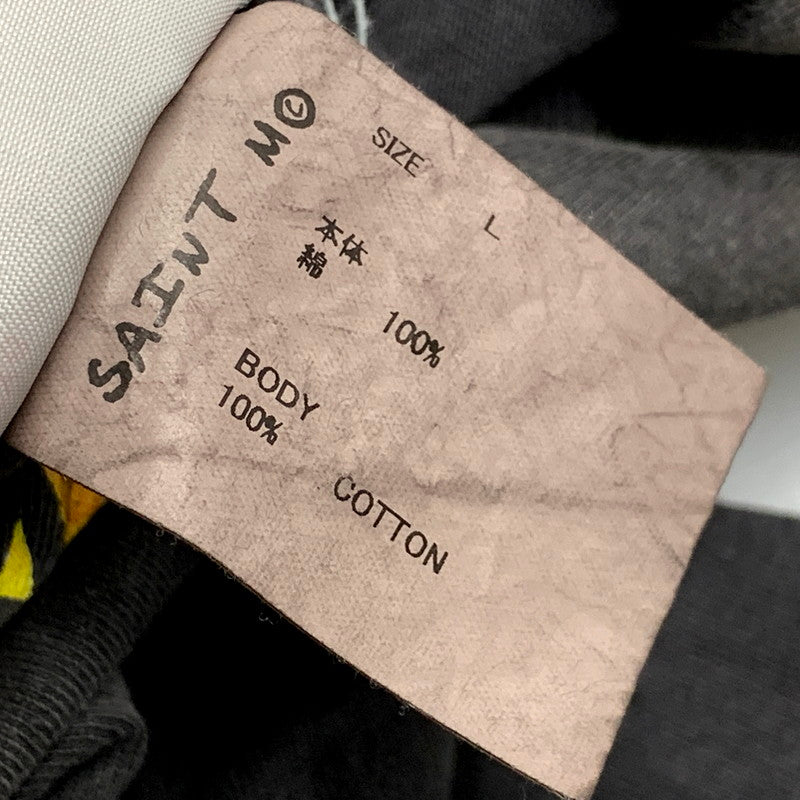 SAINT M©
SIZE
L
本体
綿
100%
BODY
100%
COTTON